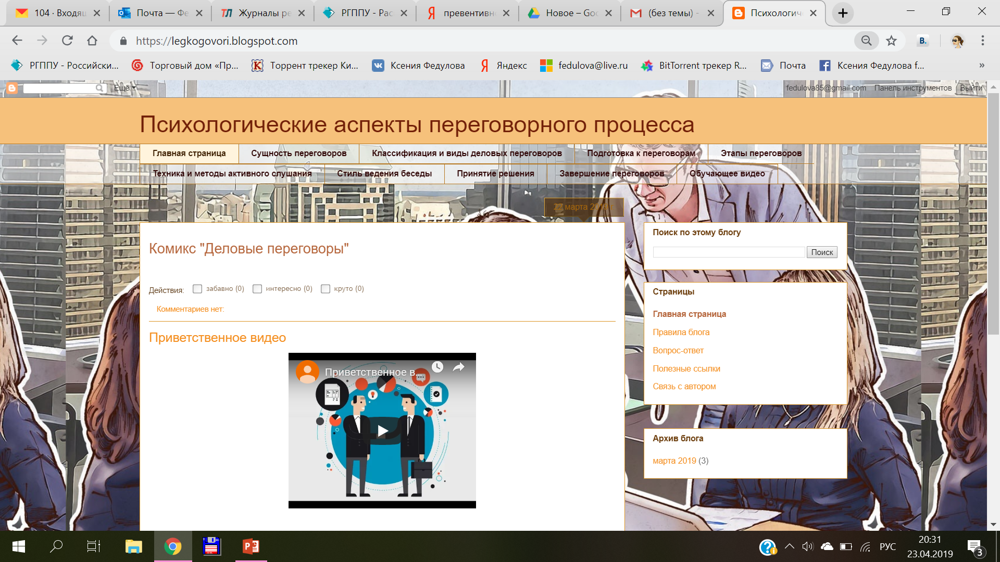 104 · Входящ
Почта — Фе
Журналы ре
РГППУ - Рас
превентивн
Новое – Goo
(без темы) -
Психологич
https://legkogovori.blogspot.com
РГППУ - Российски...
Торговый дом «Пр...
Торрент трекер Ки...
Ксения Федулова
Яндекс
fedulova@live.ru
BitTorrent трекер R...
Почта
Ксения Федулова f...
»
Ещё
fedulova85@gmail.com Панель инструментов Выйти
Психологические аспекты переговорного процесса
Главная страница Сущность переговоров Классификация и виды деловых переговоров Подготовка к переговорам Этапы переговоров
Техника и методы активного слушания Стиль ведения беседы Принятие решения Завершение переговоров Обучающее видео
22 марта 2019
Комикс "Деловые переговоры"
Действия: забавно (0) интересно (0) круто (0)
Комментариев нет:
Приветственное видео
Приветственное в...
Поиск по этому блогу
Поиск
Страницы
Главная страница
Правила блога
Вопрос-ответ
Полезные ссылки
Связь с автором
Архив блога
марта 2019 (3)
РУС
20:31
23.04.2019
3